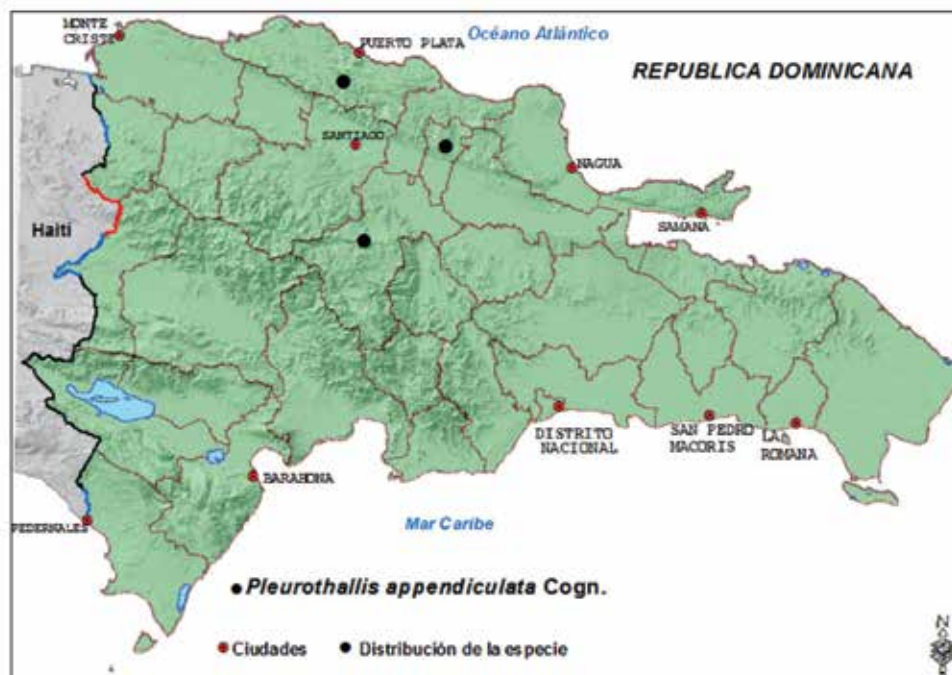 MONTE
CRISTI
PUERTO PLATA
Océano Atlántico
REPUBLICA DOMINICANA
SANTIAGO
NAGUA
SAMANA
Haití
DISTRITO
NACIONAL
SAN PEDRO
MACORIS
LA
ROMANA
BARAHONA
PEDERNALES
Mar Caribe
Pleurothallis appendiculata Cogn.
Ciudades
Distribución de la especie
N